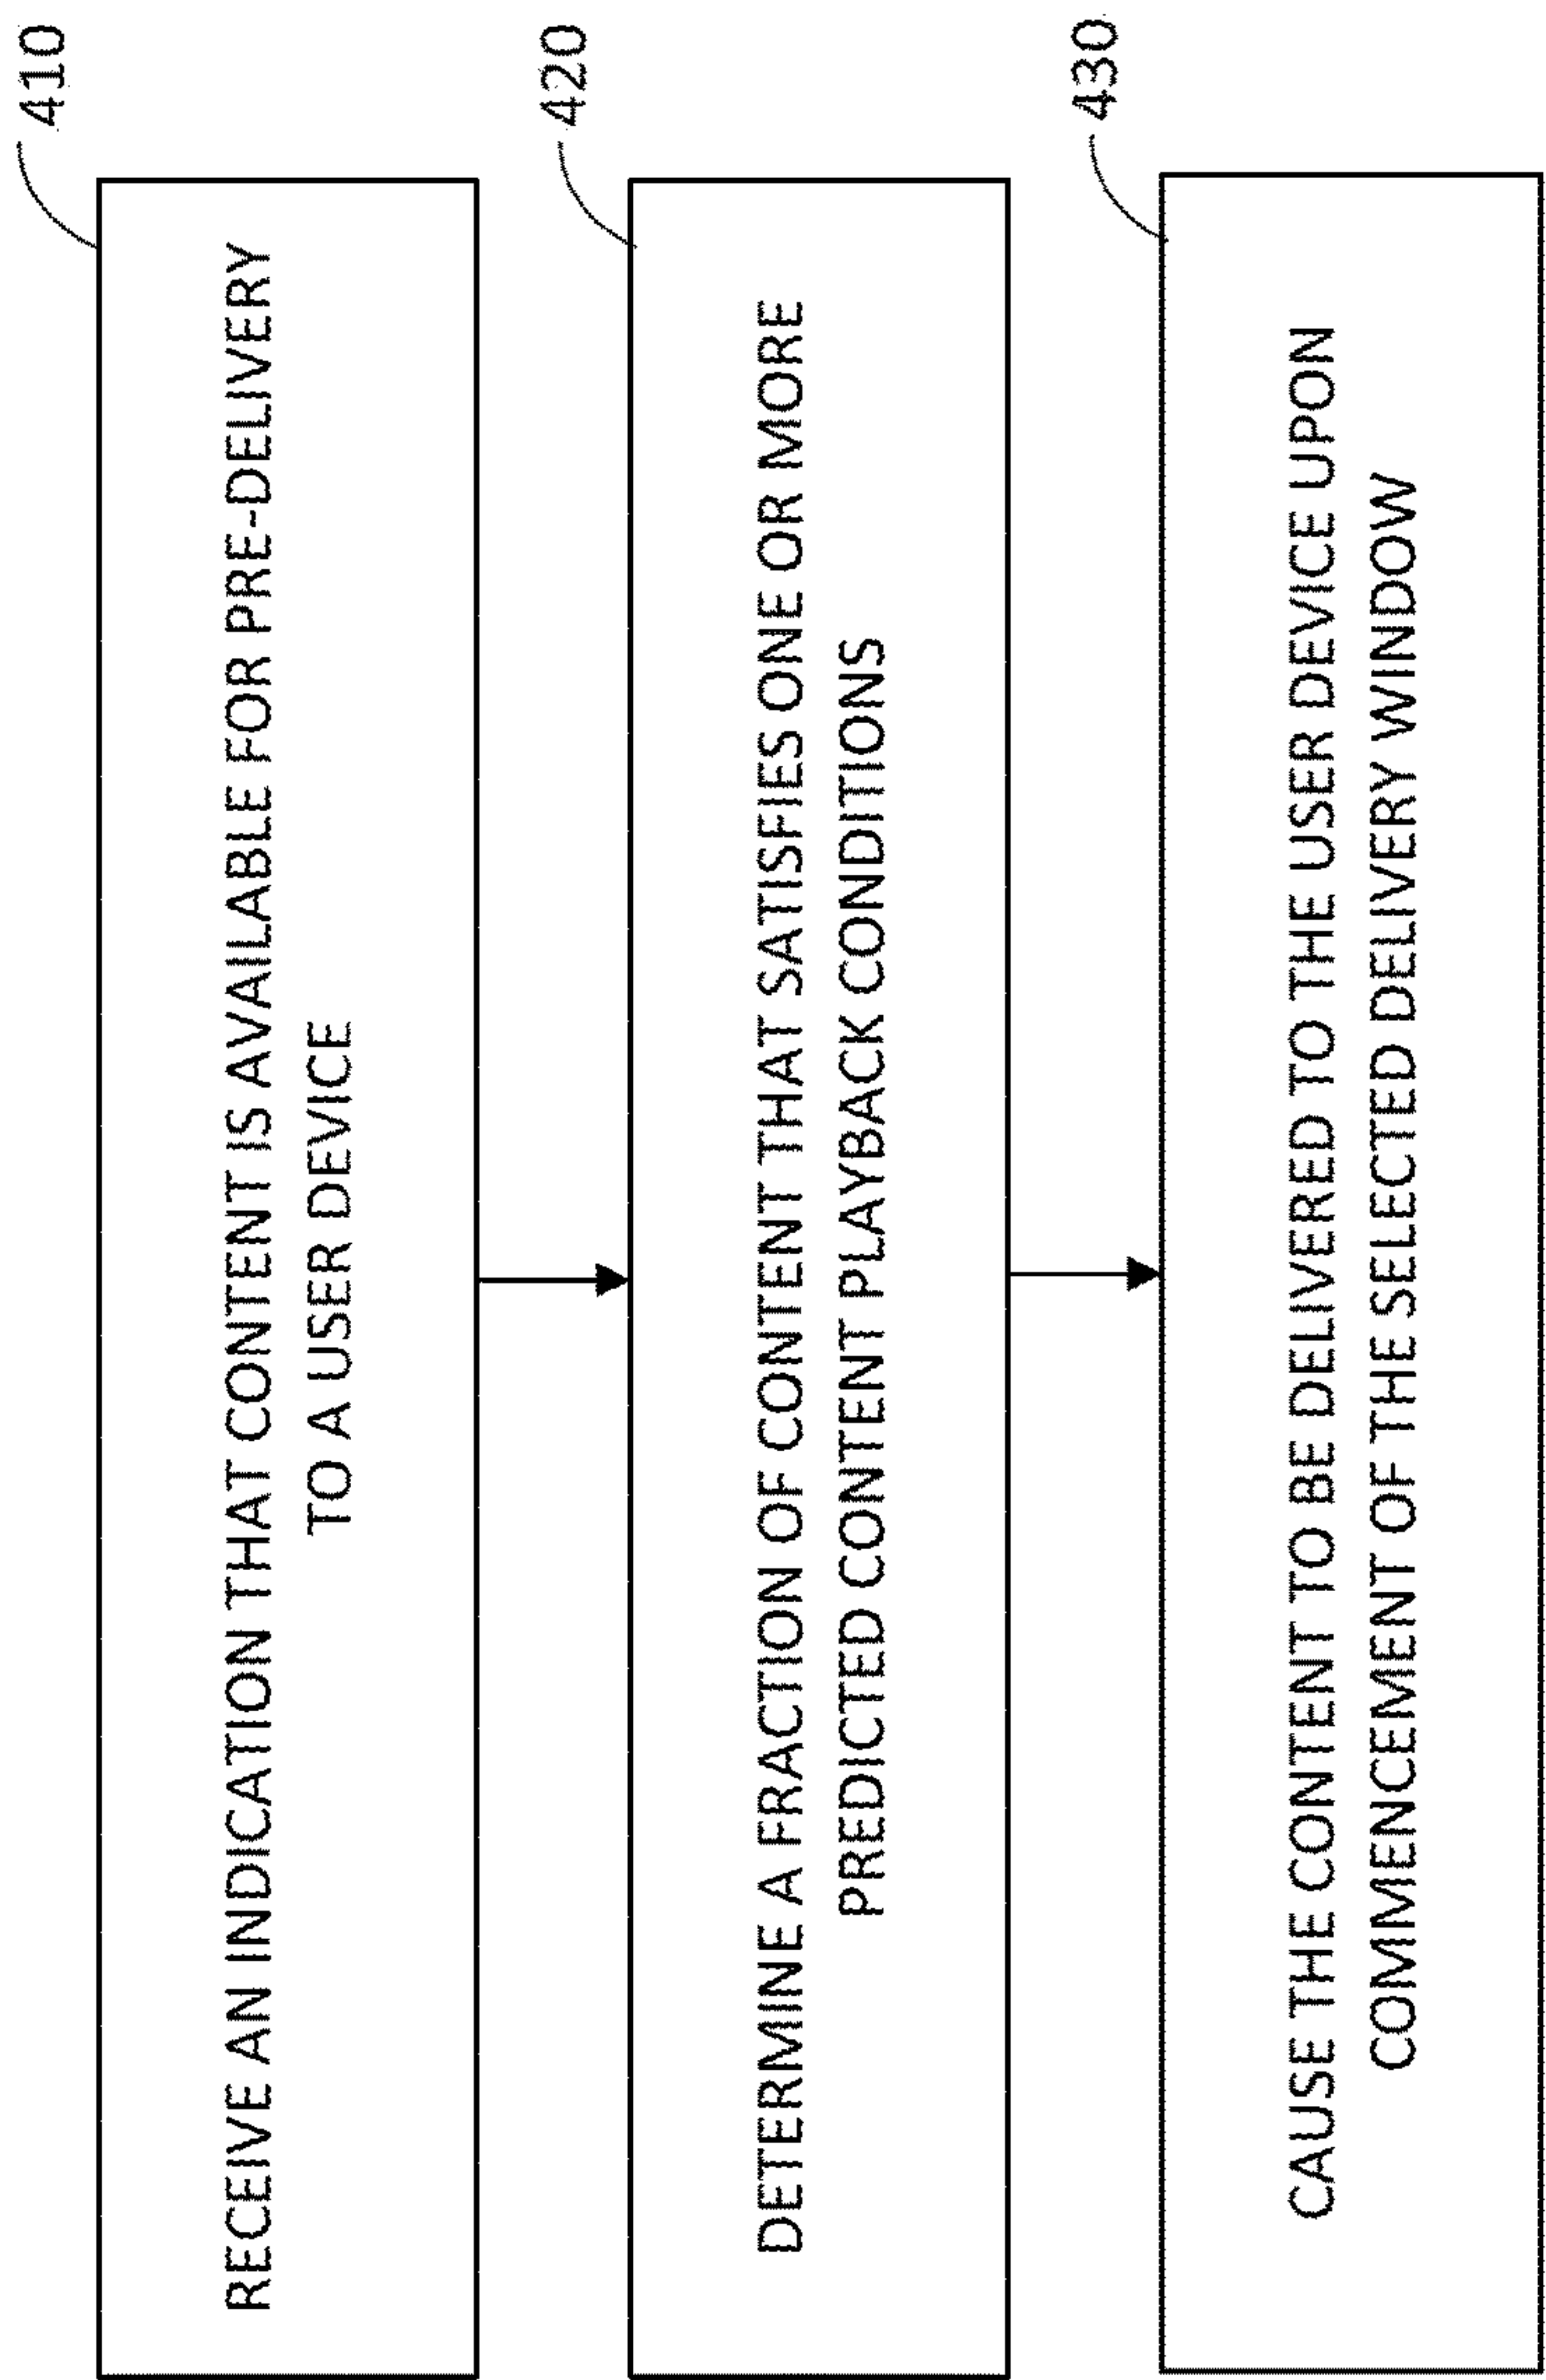 410
RECEIVE AN INDICATION THAT CONTENT IS AVAILABLE FOR PRE-DELIVERY
TO A USER DEVICE
420
DETERMINE A FRACTION OF CONTENT THAT SATISFIES ONE OR MORE
PREDICTED CONTENT PLAYBACK CONDITIONS
430
CAUSE THE CONTENT TO BE DELIVERED TO THE USER DEVICE UPON
COMMENCEMENT OF THE SELECTED DELIVERY WINDOW